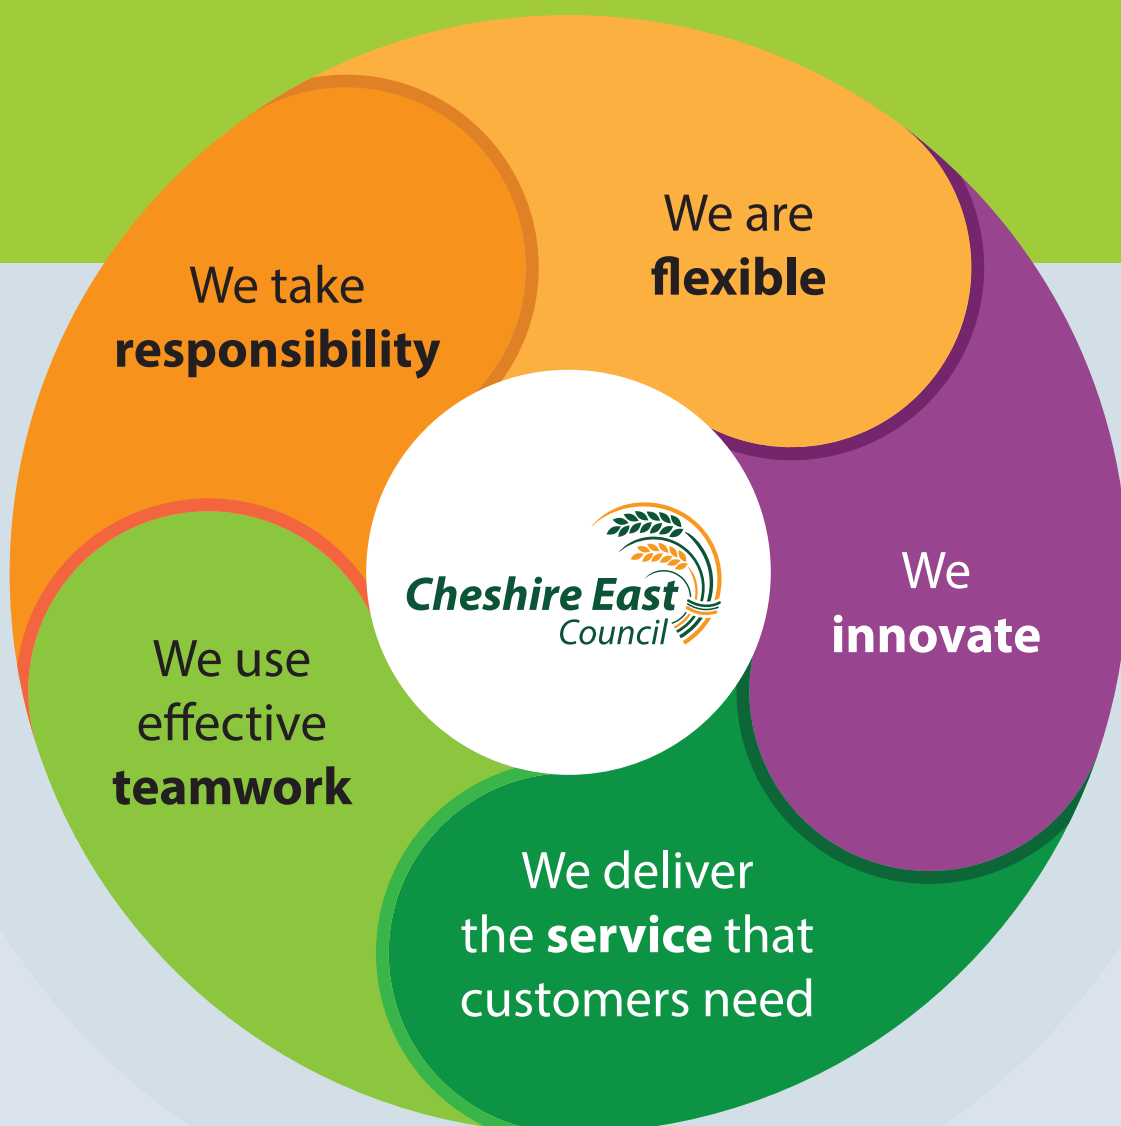 We are
flexible
We take
responsibility
Cheshire East
Council
We
innovate
We use
effective
teamwork
We deliver
the service that
customers need